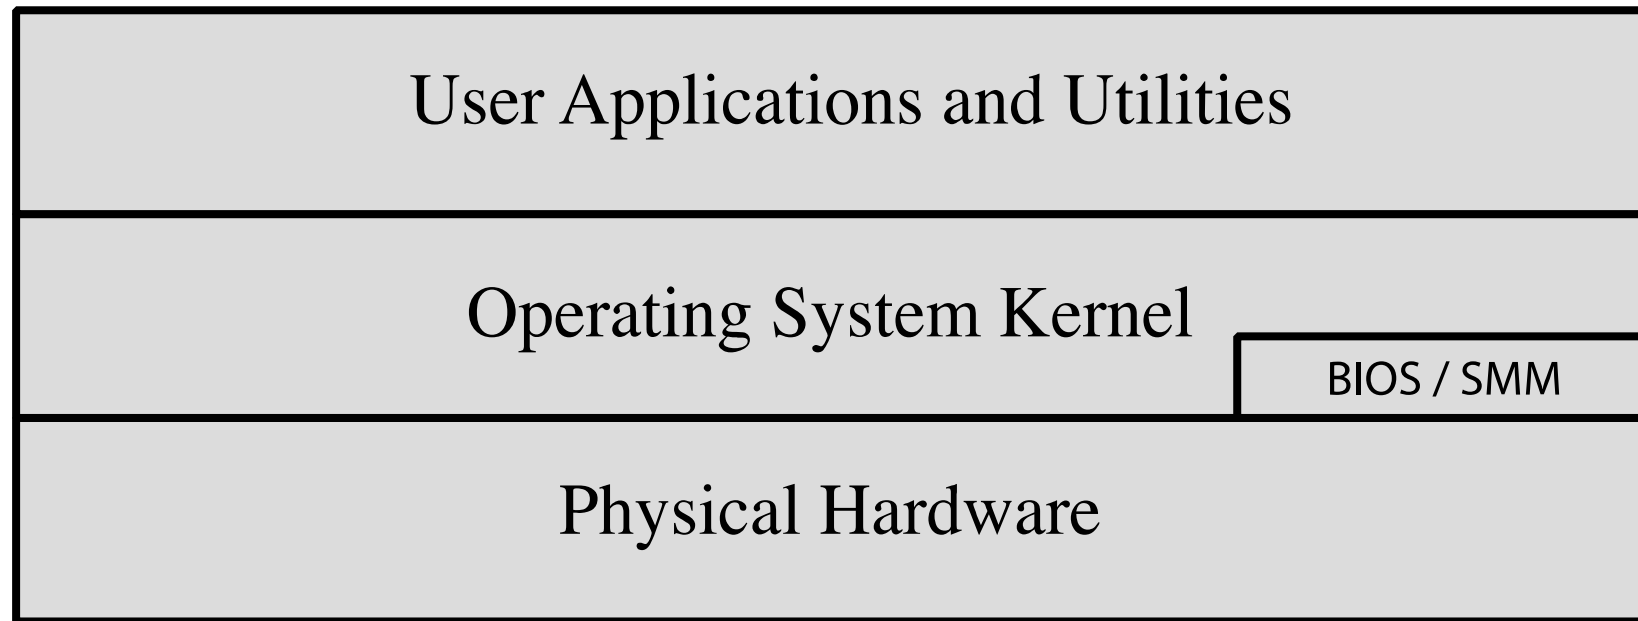 User Applications and Utilities
Operating System Kernel
BIOS / SMM
Physical Hardware